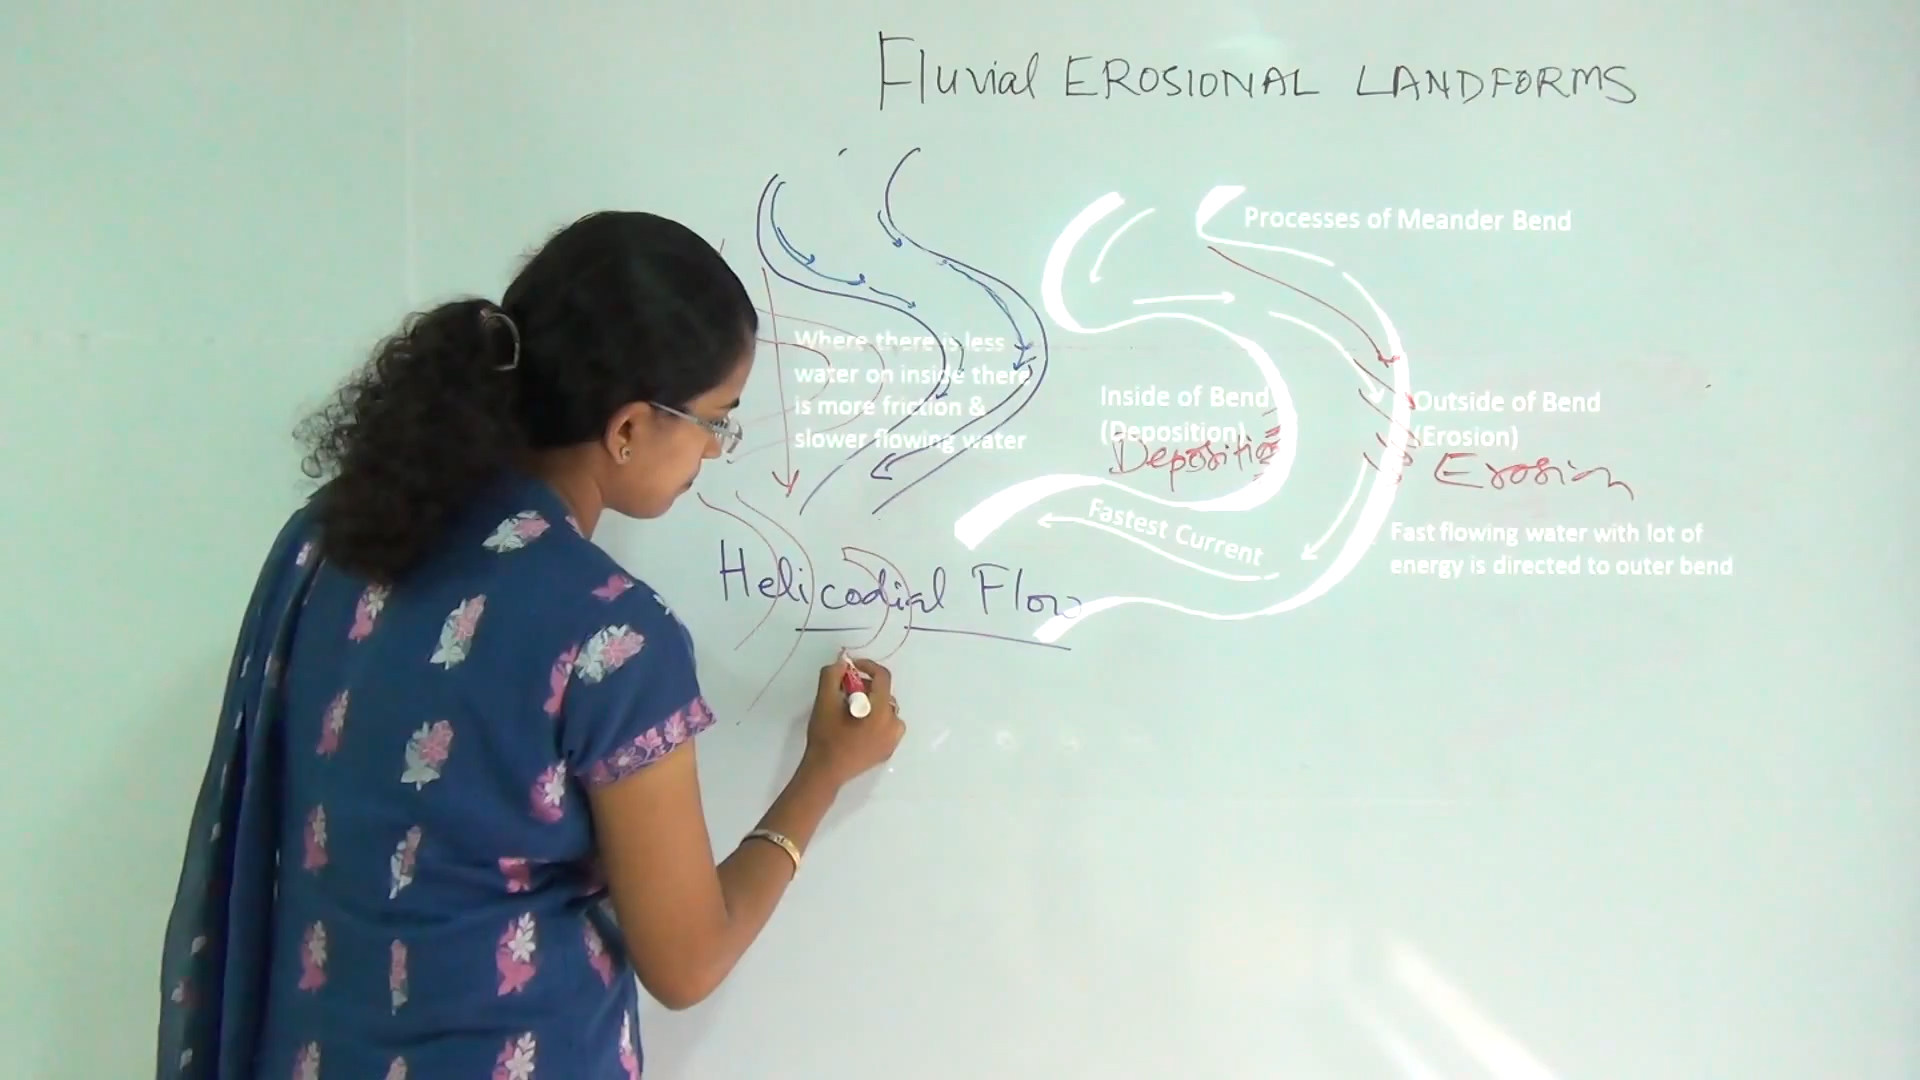 Fluvial EROSIONAL LANDFORMS
Processes of Meander Bend
Where there is less
water on inside there
is more friction &
slower flowing water
Inside of Bend
(Deposition)
Deposition
Outside of Bend
(Erosion)
Erosion
Fastest Current
Fast flowing water with lot of
energy is directed to outer bend
Helicodial Flow